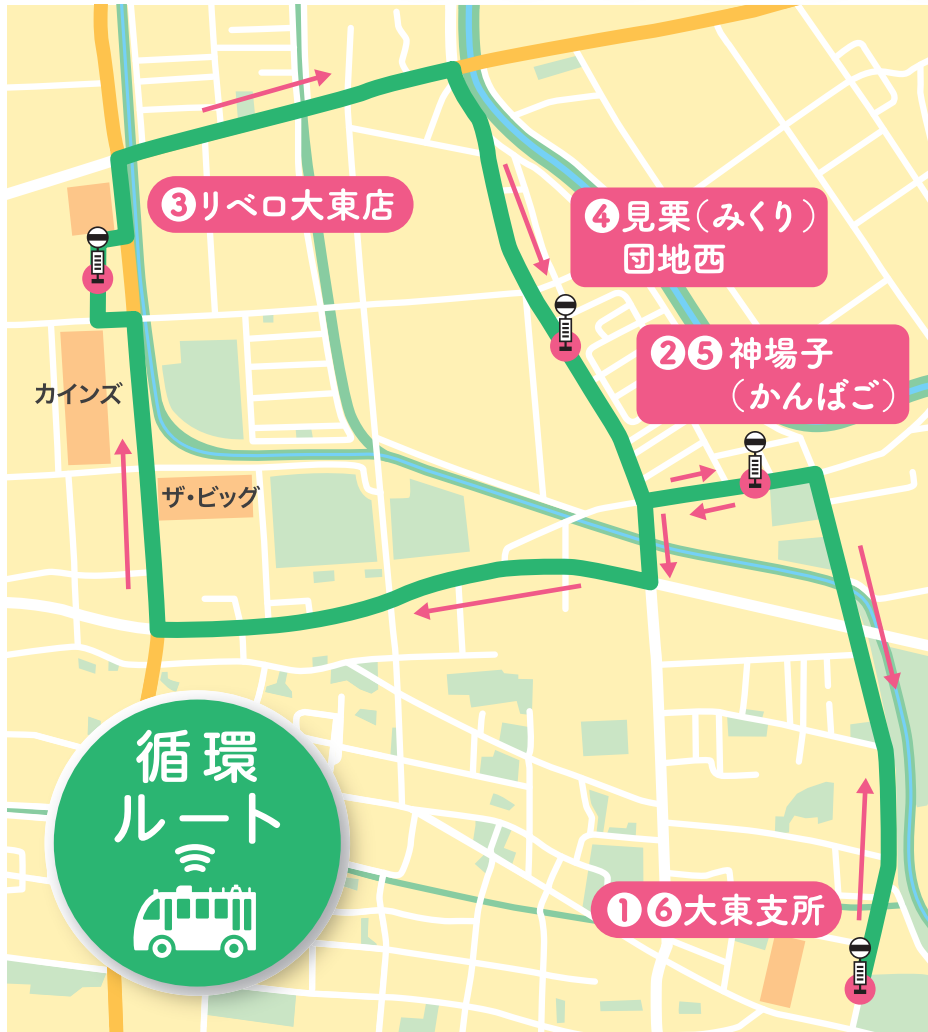 ❸リベロ大東店
❹見栗（みくり）
団地西
❷❺神場子
（かんばご）
カインズ
ザ・ビッグ
循環
ルート
❶❻大東支所